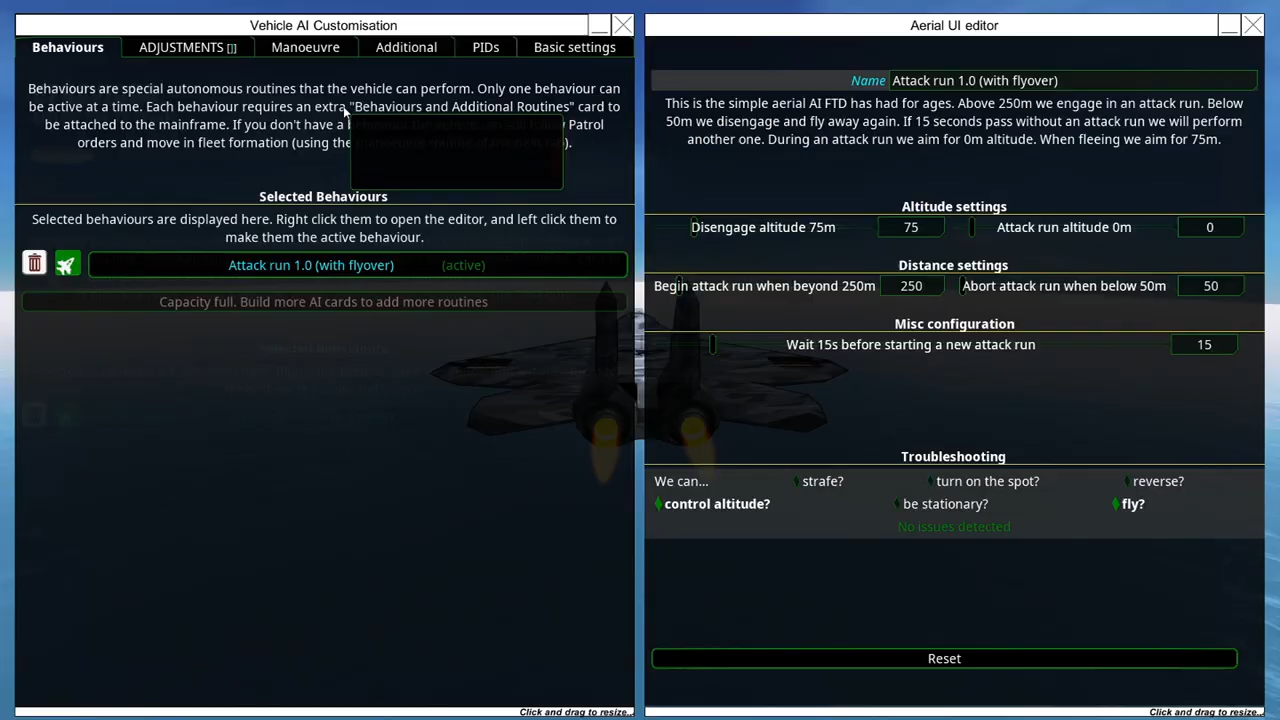 Vehicle AI Customisation
Behaviours
ADJUSTMENTS []
Manoeuvre
Additional
PIDs
Basic settings
Behaviours are special autonomous routines that the vehicle can perform. Only one behaviour can
be active at a time. Each behaviour requires an extra "Behaviours and Additional Routines" card to
be attached to the mainframe. If you don't have a
Patrol
orders and move in fleet formation (using the
Selected Behaviours
Selected behaviours are displayed here. Right click them to open the editor, and left click them to
make them the active behaviour.
Attack run 1.0 (with flyover) (active)
Capacity full. Build more AI cards to add more routines
Click and drag to resize..
Aerial UI editor
Name Attack run 1.0 (with flyover)
This is the simple aerial AI FTD has had for ages. Above 250m we engage in an attack run. Below
50m we disengage and fly away again. If 15 seconds pass without an attack run we will perform
another one. During an attack run we aim for 0m altitude. When fleeing we aim for 75m.
Altitude settings
Disengage altitude 75m 75 Attack run altitude 0m 0
Distance settings
Begin attack run when beyond 250m 250 Abort attack run when below 50m 50
Misc configuration
Wait 15s before starting a new attack run 15
Troubleshooting
We can... strafe? turn on the spot? reverse?
control altitude? be stationary? fly?
No issues detected
Reset
Click and drag to resize..